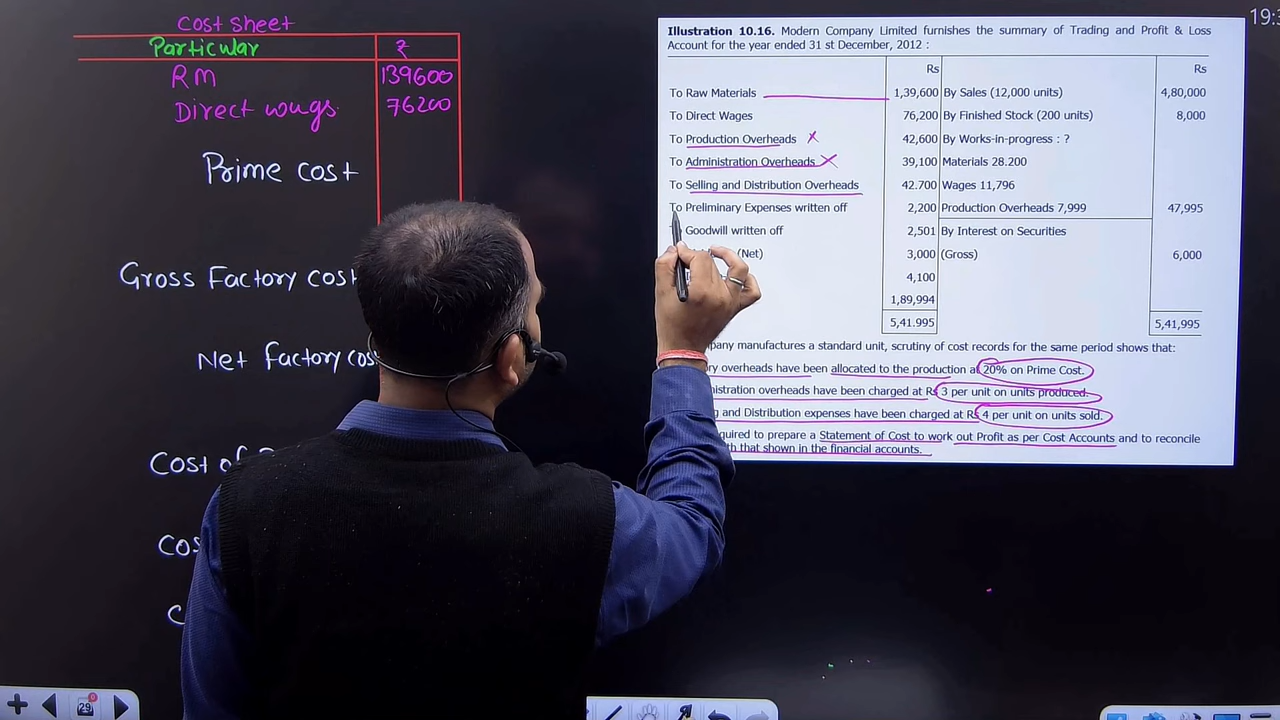 Cost Sheet
Particular ₹
RM 139600
Direct wags. 76200
Prime cost
Gross Factory cost
Net Factory cos
Cost of
Cos
C
19:3
Illustration 10.16. Modern Company Limited furnishes the summary of Trading and Profit & Loss
Account for the year ended 31 st December, 2012 :
Rs Rs
To Raw Materials 1,39,600 By Sales (12,000 units) 4,80,000
To Direct Wages 76,200 By Finished Stock (200 units) 8,000
To Production Overheads X 42,600 By Works-in-progress : ?
To Administration Overheads X 39,100 Materials 28.200
To Selling and Distribution Overheads 42.700 Wages 11,796
To Preliminary Expenses written off 2,200 Production Overheads 7,999 47,995
Goodwill written off 2,501 By Interest on Securities
(Net) 3,000 (Gross) 6,000
4,100
1,89,994
5,41.995 5,41,995
pany manufactures a standard unit, scrutiny of cost records for the same period shows that:
ry overheads have been allocated to the production at 20% on Prime Cost.
nistration overheads have been charged at Rs 3 per unit on units produced.
g and Distribution expenses have been charged at Rs 4 per unit on units sold.
quired to prepare a Statement of Cost to work out Profit as per Cost Accounts and to reconcile
th that shown in the financial accounts.
29
6